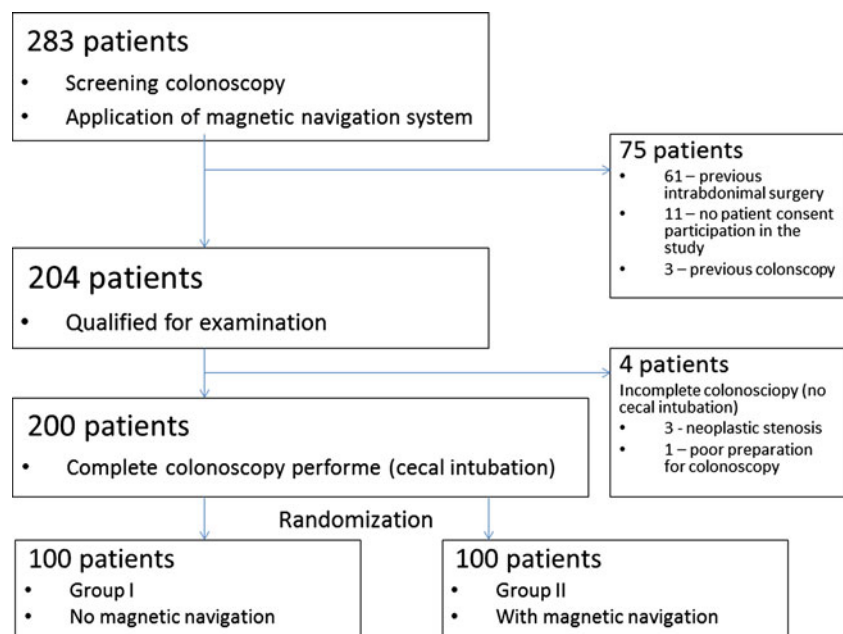 283 patients
• Screening colonoscopy
• Application of magnetic navigation system
75 patients
• 61 – previous
intrabdonimal surgery
• 11 – no patient consent
participation in the
study
• 3 – previous colonscopy
204 patients
• Qualified for examination
4 patients
Incomplete colonosciopy (no
cecal intubation)
• 3 - neoplastic stenosis
• 1 – poor preparation
for colonoscopy
200 patients
• Complete colonoscopy performe (cecal intubation)
Randomization
100 patients
• Group I
• No magnetic navigation
100 patients
• Group II
• With magnetic navigation